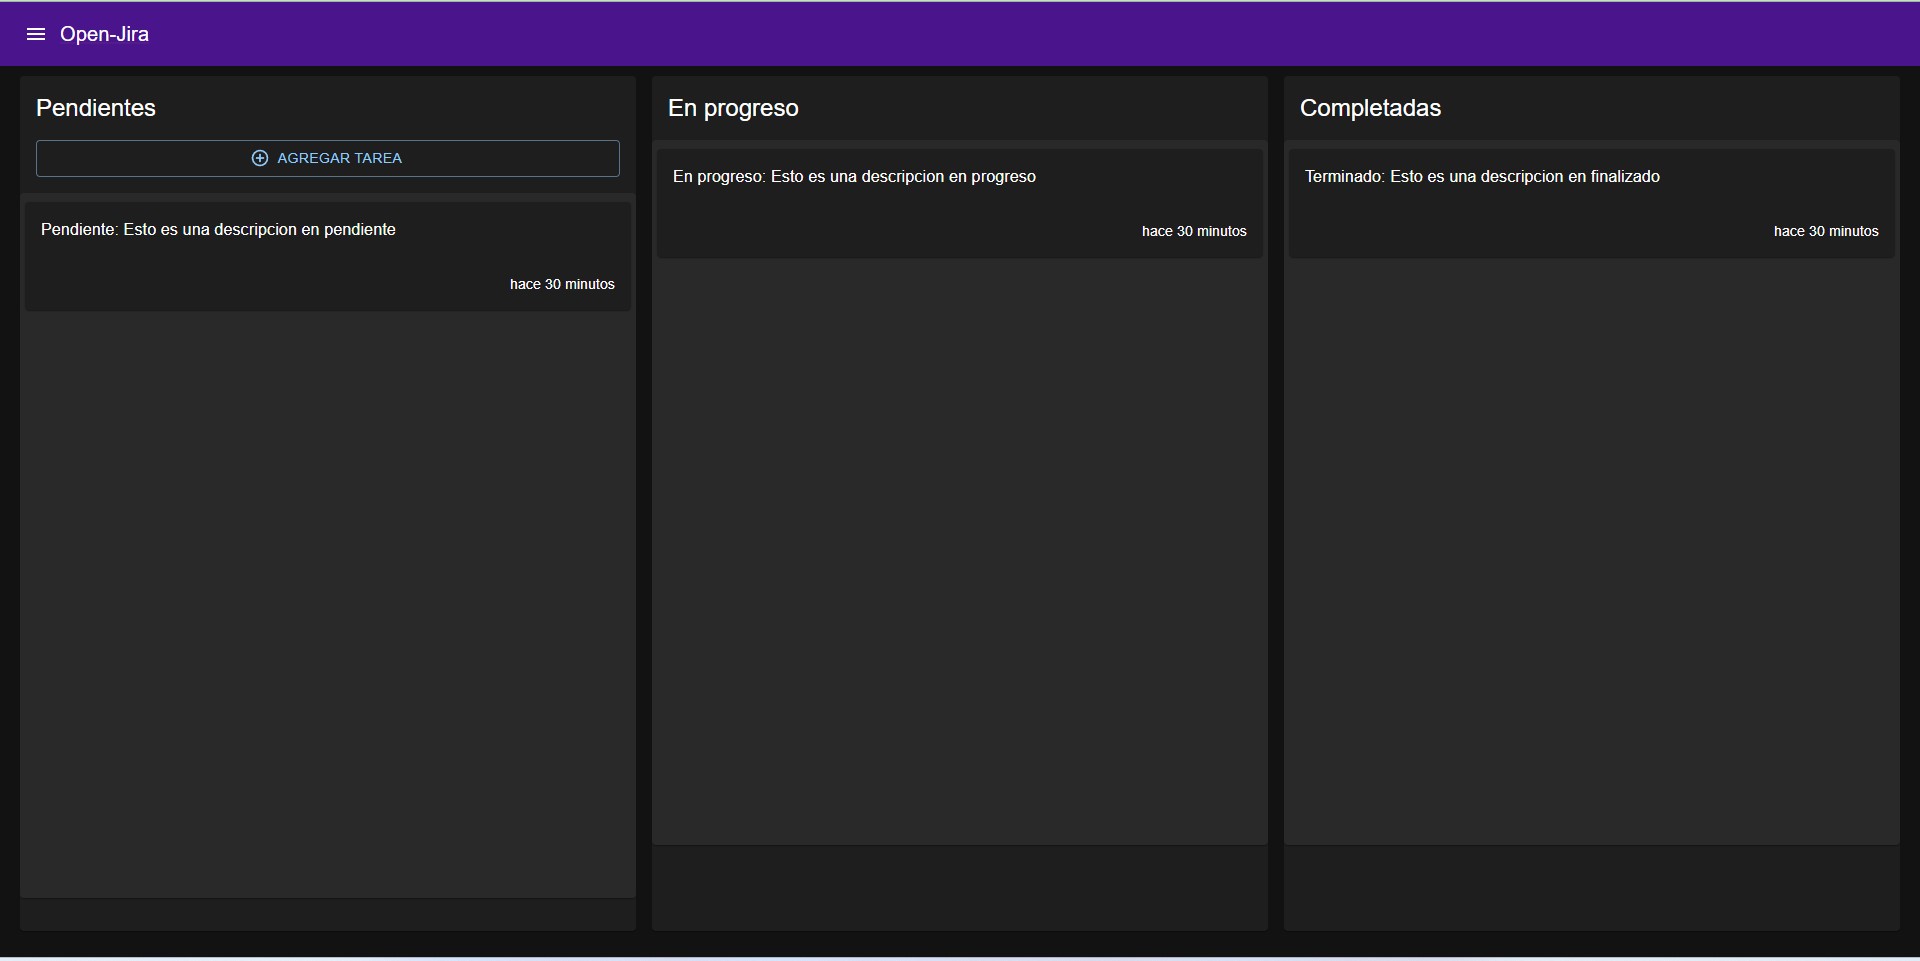 Open-Jira
Pendientes
AGREGAR TAREA
Pendiente: Esto es una descripcion en pendiente
hace 30 minutos
En progreso
En progreso: Esto es una descripcion en progreso
hace 30 minutos
Completadas
Terminado: Esto es una descripcion en finalizado
hace 30 minutos